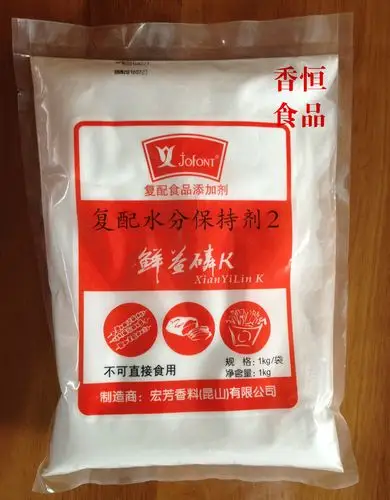 香恒
食品
JOFONT®
复配食品添加剂
复配水分保持剂2
鲜益磷K
XianYiLin K
规 格：1kg/袋
不可直接食用
净含量：1kg
制造商：宏芳香料(昆山)有限公司